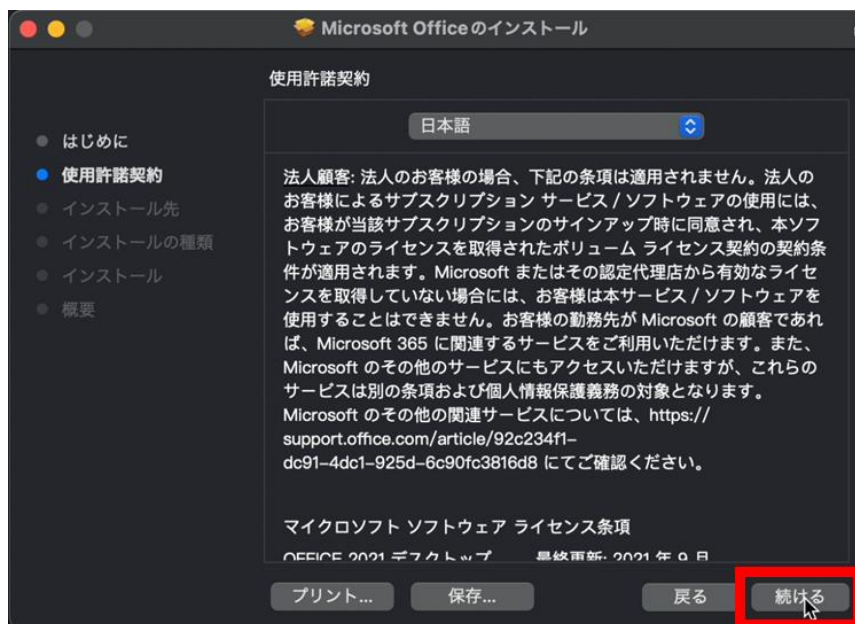 Microsoft Officeのインストール
使用許諾契約
はじめに
使用許諾契約
インストール先
インストールの種類
インストール
概要
日本語
法人顧客: 法人のお客様の場合、下記の条項は適用されません。法人の
お客様によるサブスクリプション サービス / ソフトウェアの使用には、
お客様が当該サブスクリプションのサインアップ時に同意され、本ソフ
トウェアのライセンスを取得されたボリューム ライセンス契約の契約条
件が適用されます。Microsoft またはその認定代理店から有効なライセ
ンスを取得していない場合には、お客様は本サービス / ソフトウェアを
使用することはできません。お客様の勤務先が Microsoft の顧客であれ
ば、Microsoft 365 に関連するサービスをご利用いただけます。また、
Microsoft のその他のサービスにもアクセスいただけますが、これらの
サービスは別の条項および個人情報保護義務の対象となります。
Microsoft のその他の関連サービスについては、https://
support.office.com/article/92c234f1-
dc91-4dc1-925d-6c90fc3816d8 にてご確認ください。
マイクロソフト ソフトウェア ライセンス条項
OFFICE 2021 デスクトップ 最終更新: 2021 年 9 月
プリント... 保存... 戻る 続ける